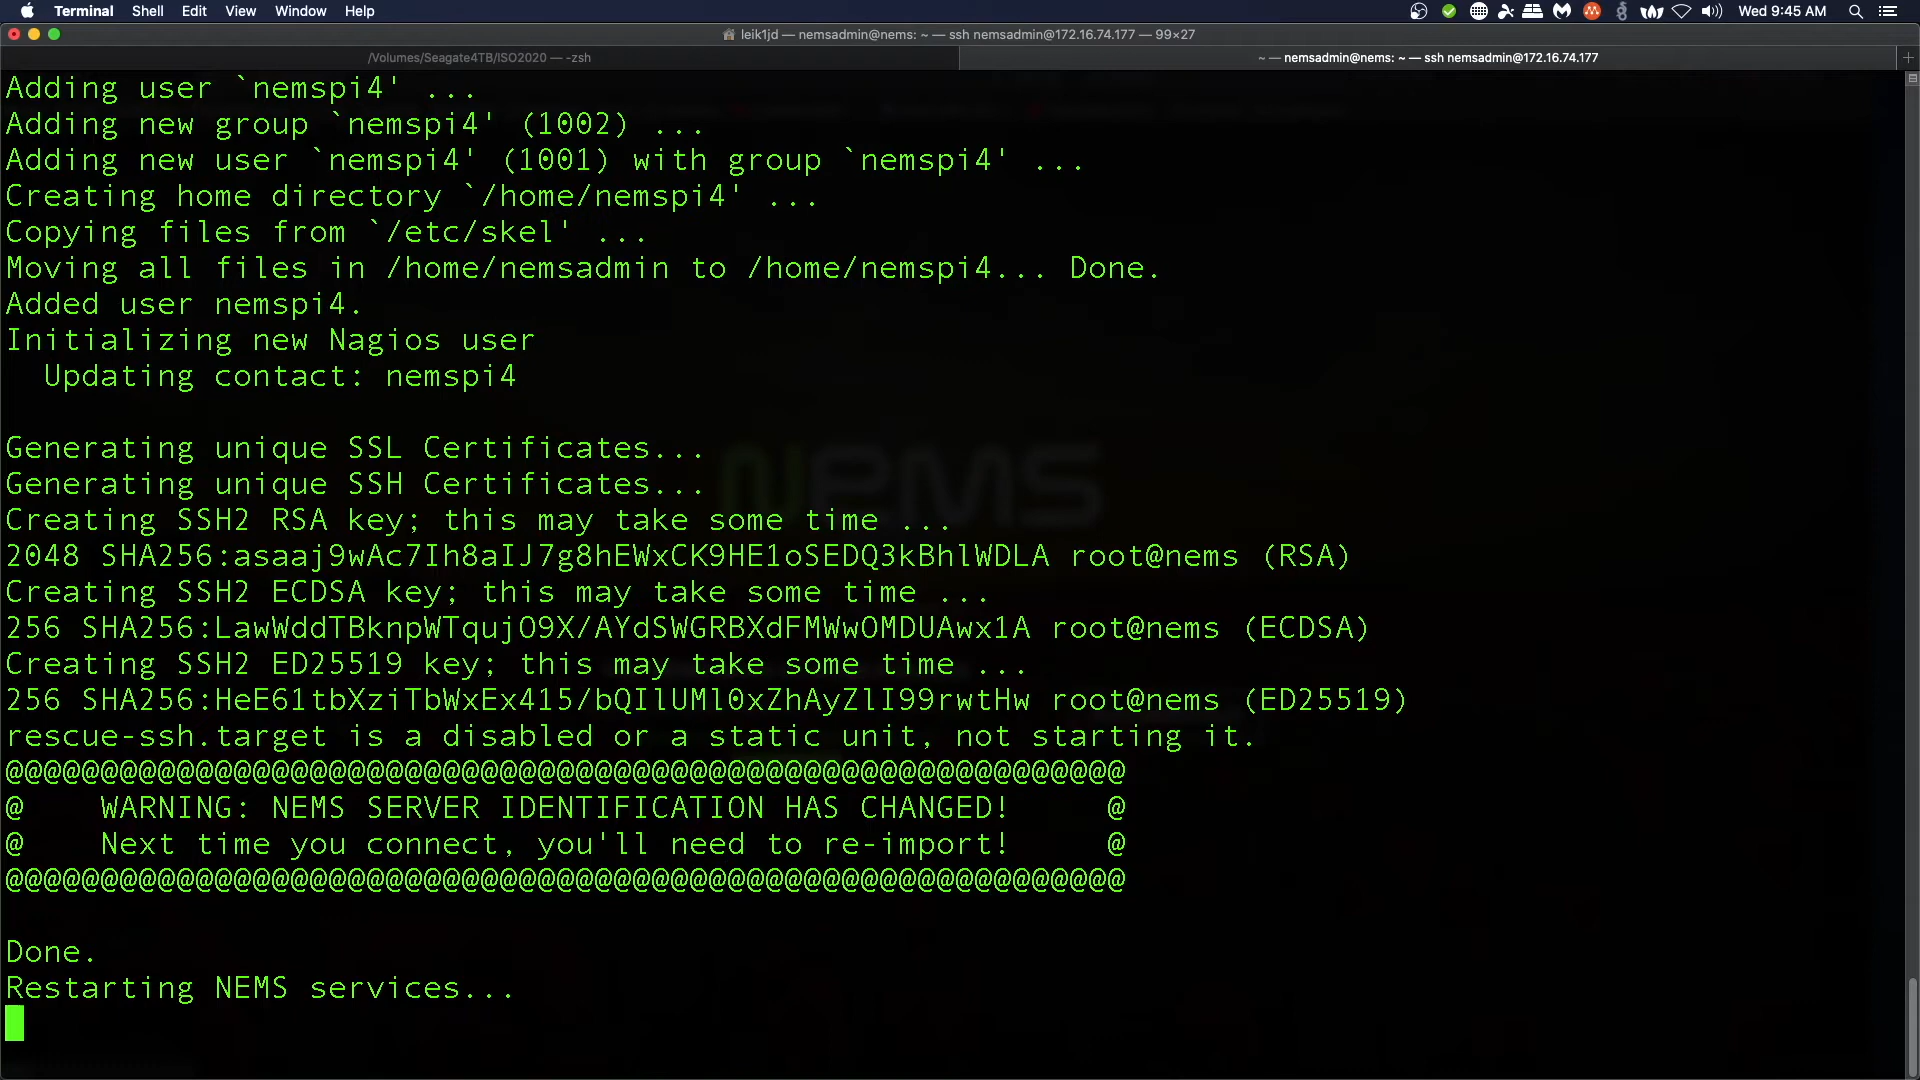 Terminal Shell Edit View Window Help Wed 9:45 AM
leik1jd — nemsadmin@nems: ~ — ssh nemsadmin@172.16.74.177 — 99×27
/Volumes/Seagate4TB/ISO2020 — -zsh
~ — nemsadmin@nems: ~ — ssh nemsadmin@172.16.74.177
Adding user `nemspi4' ...
Adding new group `nemspi4' (1002) ...
Adding new user `nemspi4' (1001) with group `nemspi4' ...
Creating home directory `/home/nemspi4' ...
Copying files from `/etc/skel' ...
Moving all files in /home/nemsadmin to /home/nemspi4... Done.
Added user nemspi4.
Initializing new Nagios user
  Updating contact: nemspi4
Generating unique SSL Certificates...
NEMS
Generating unique SSH Certificates...
Creating SSH2 RSA key; this may take some time ...
2048 SHA256:asaaj9wAc7Ih8aIJ7g8hEWxCK9HE1oSEDQ3kBhlWDLA root@nems (RSA)
Creating SSH2 ECDSA key; this may take some time ...
256 SHA256:LawWddTBknpWTqujO9X/AYdSWGRBXdFMWwOMDUAwx1A root@nems (ECDSA)
Creating SSH2 ED25519 key; this may take some time ...
256 SHA256:HeE61tbXziTbWxEx415/bQIlUMl0xZhAyZlI99rwtHw root@nems (ED25519)
rescue-ssh.target is a disabled or a static unit, not starting it.
@@@@@@@@@@@@@@@@@@@@@@@@@@@@@@@@@@@@@@@@@@@@@@@@@@@@@@@@@@@
@    WARNING: NEMS SERVER IDENTIFICATION HAS CHANGED!     @
@    Next time you connect, you'll need to re-import!     @
@@@@@@@@@@@@@@@@@@@@@@@@@@@@@@@@@@@@@@@@@@@@@@@@@@@@@@@@@@@
Done.
Restarting NEMS services...